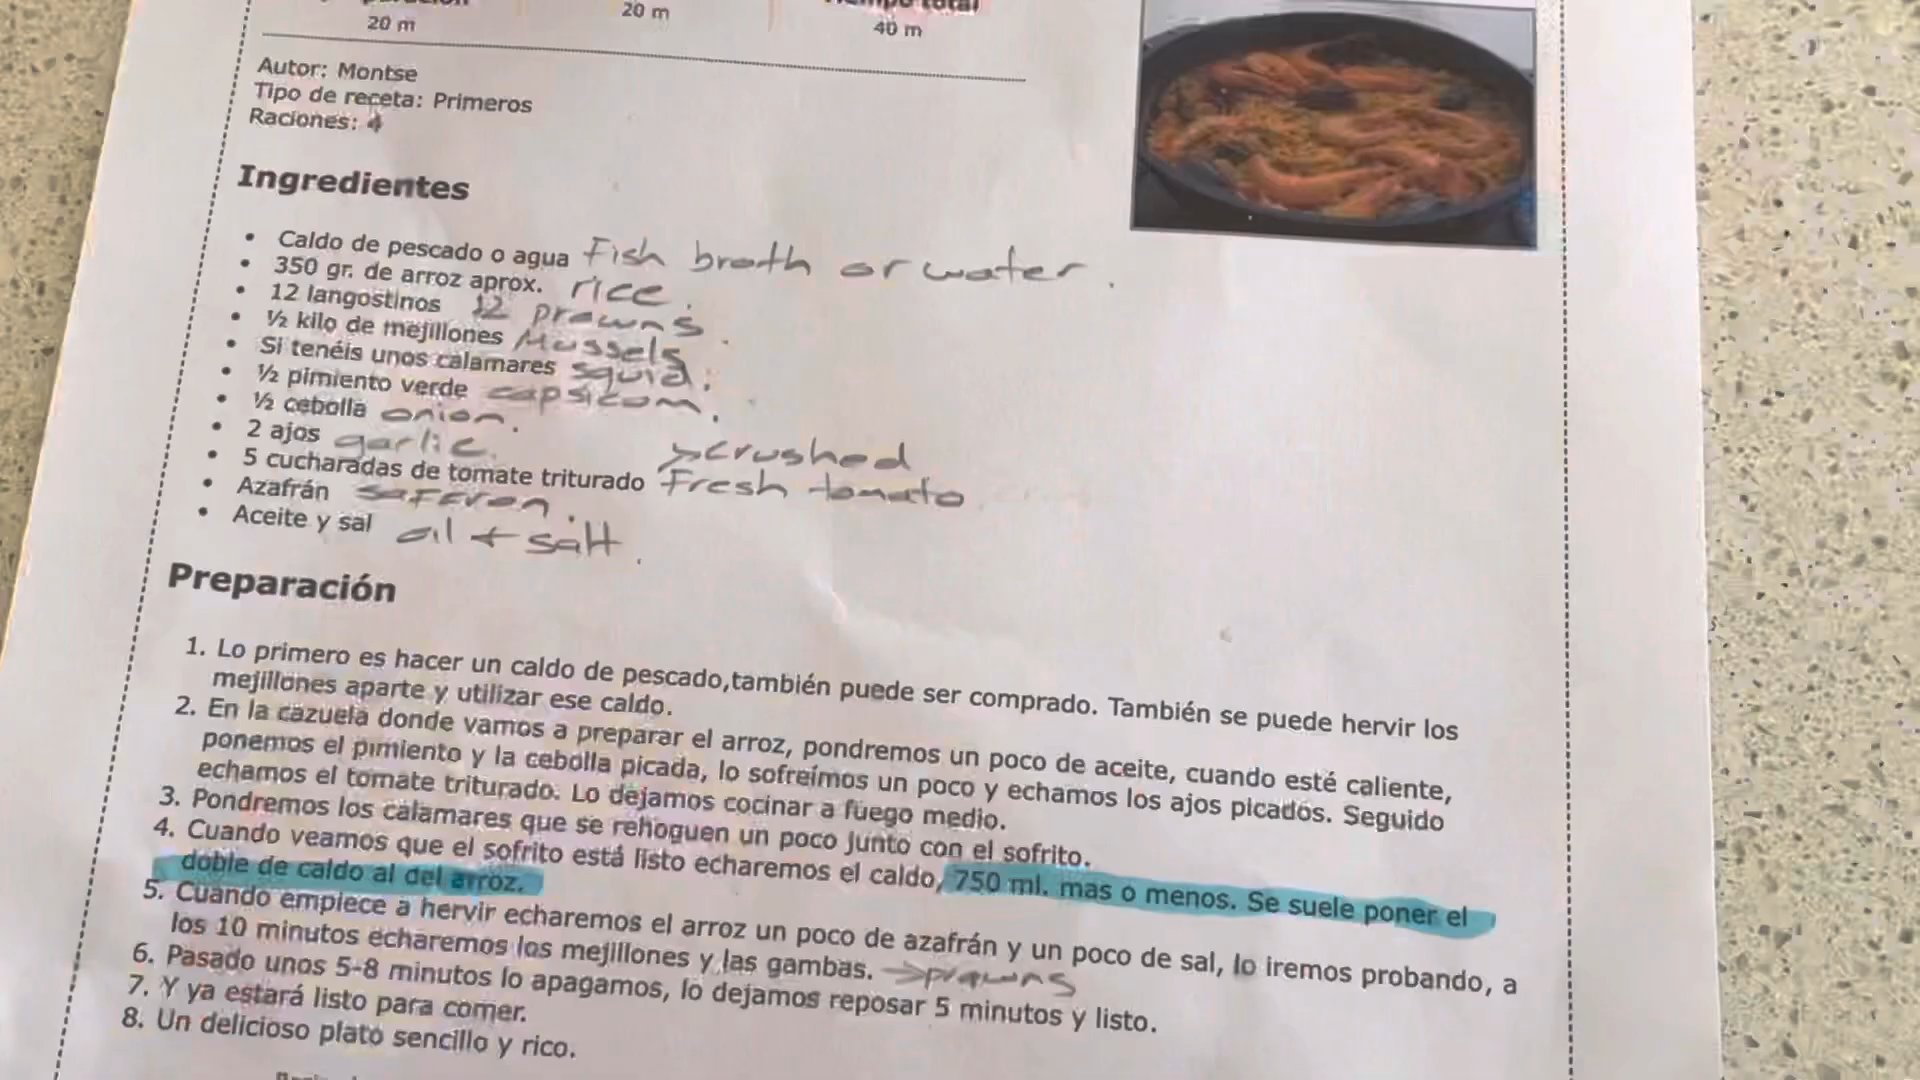 20 m
20 m
total
40 m
Autor: Montse
Tipo de receta: Primeros
Raciones: 4
Ingredientes
• Caldo de pescado o agua Fish broth or water.
• 350 gr. de arroz aprox. rice.
• 12 langostinos 12 prawns.
• ½ kilo de mejillones Mussels
• Si tenéis unos calamares squid.
• ½ pimiento verde capsicum.
• ½ cebolla onion.
• 2 ajos garlic. > crushed
• 5 cucharadas de tomate triturado Fresh tomato
• Azafrán saffron.
• Aceite y sal oil + salt.
Preparación
1. Lo primero es hacer un caldo de pescado,también puede ser comprado. También se puede hervir los
mejillones aparte y utilizar ese caldo.
2. En la cazuela donde vamos a preparar el arroz, pondremos un poco de aceite, cuando esté caliente,
ponemos el pimiento y la cebolla picada, lo sofreímos un poco y echamos los ajos picados. Seguido
echamos el tomate triturado. Lo dejamos cocinar a fuego medio.
3. Pondremos los calamares que se rehoguen un poco junto con el sofrito.
4. Cuando veamos que el sofrito está listo echaremos el caldo, 750 ml. mas o menos. Se suele poner el
doble de caldo al del arroz.
5. Cuando empiece a hervir echaremos el arroz un poco de azafrán y un poco de sal, lo iremos probando, a
los 10 minutos echaremos los mejillones y las gambas. → prawns
6. Pasado unos 5-8 minutos lo apagamos, lo dejamos reposar 5 minutos y listo.
7. Y ya estará listo para comer.
8. Un delicioso plato sencillo y rico.